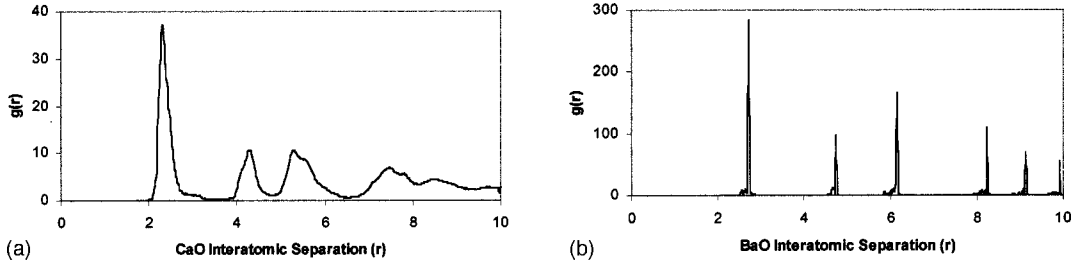 40
30
20
10
0
g(r)
0 2 4 6 8 10
CaO Interatomic Separation (r)
(a)
300
200
100
0
g(r)
0 2 4 6 8 10
BaO Interatomic Separation (r)
(b)